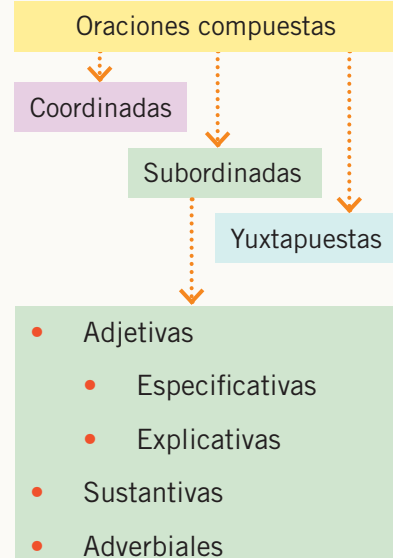 Oraciones compuestas
Coordinadas
Subordinadas
Yuxtapuestas
• Adjetivas
• Especificativas
• Explicativas
• Sustantivas
• Adverbiales